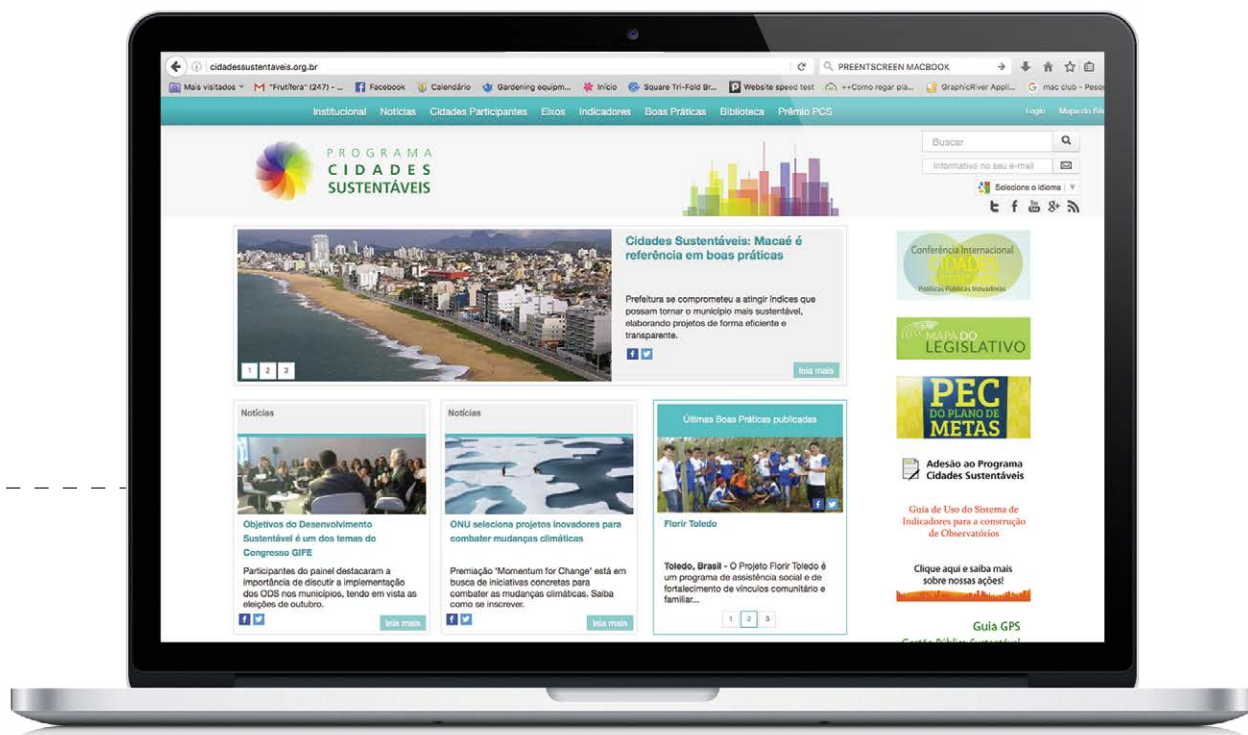 cidadessustentaveis.org.br
PREENTSCREEN MACBOOK
Mais visitados
"Frutífera" (247) - ...
Facebook
Calendário
Gardening equipm...
Início
Square Tri-Fold Br...
Website speed test
++Como regar pla...
GraphicRiver Appli...
mac club - Pesq
Institucional Notícias Cidades Participantes Eixos Indicadores Boas Práticas Biblioteca Prêmio PCS
Login Mapa do Site
PROGRAMA
CIDADES
SUSTENTÁVEIS
Buscar
Informativo no seu e-mail
Selecione o idioma
Cidades Sustentáveis: Macaé é
referência em boas práticas
Prefeitura se comprometeu a atingir índices que
possam tornar o município mais sustentável,
elaborando projetos de forma eficiente e
transparente.
leia mais
1 2 3
Notícias
Objetivos do Desenvolvimento
Sustentável é um dos temas do
Congresso GIFE
Participantes do painel destacaram a
importância de discutir a implementação
dos ODS nos municípios, tendo em vista as
eleições de outubro.
leia mais
Notícias
ONU seleciona projetos inovadores para
combater mudanças climáticas
Premiação "Momentum for Change" está em
busca de iniciativas concretas para
combater as mudanças climáticas. Saiba
como se inscrever.
leia mais
Últimas Boas Práticas publicadas
Florir Toledo
Toledo, Brasil - O Projeto Florir Toledo é
um programa de assistência social e de
fortalecimento de vínculos comunitário e
familiar...
1 2 3
Conferência Internacional
CIDADES
Políticas Públicas Inovadoras
MAPA DO
LEGISLATIVO
PEC
DO PLANO DE
METAS
Adesão ao Programa
Cidades Sustentáveis
Guia de Uso do Sistema de
Indicadores para a construção
de Observatórios
Clique aqui e saiba mais
sobre nossas ações!
Guia GPS
Gestão Pública Sustentável